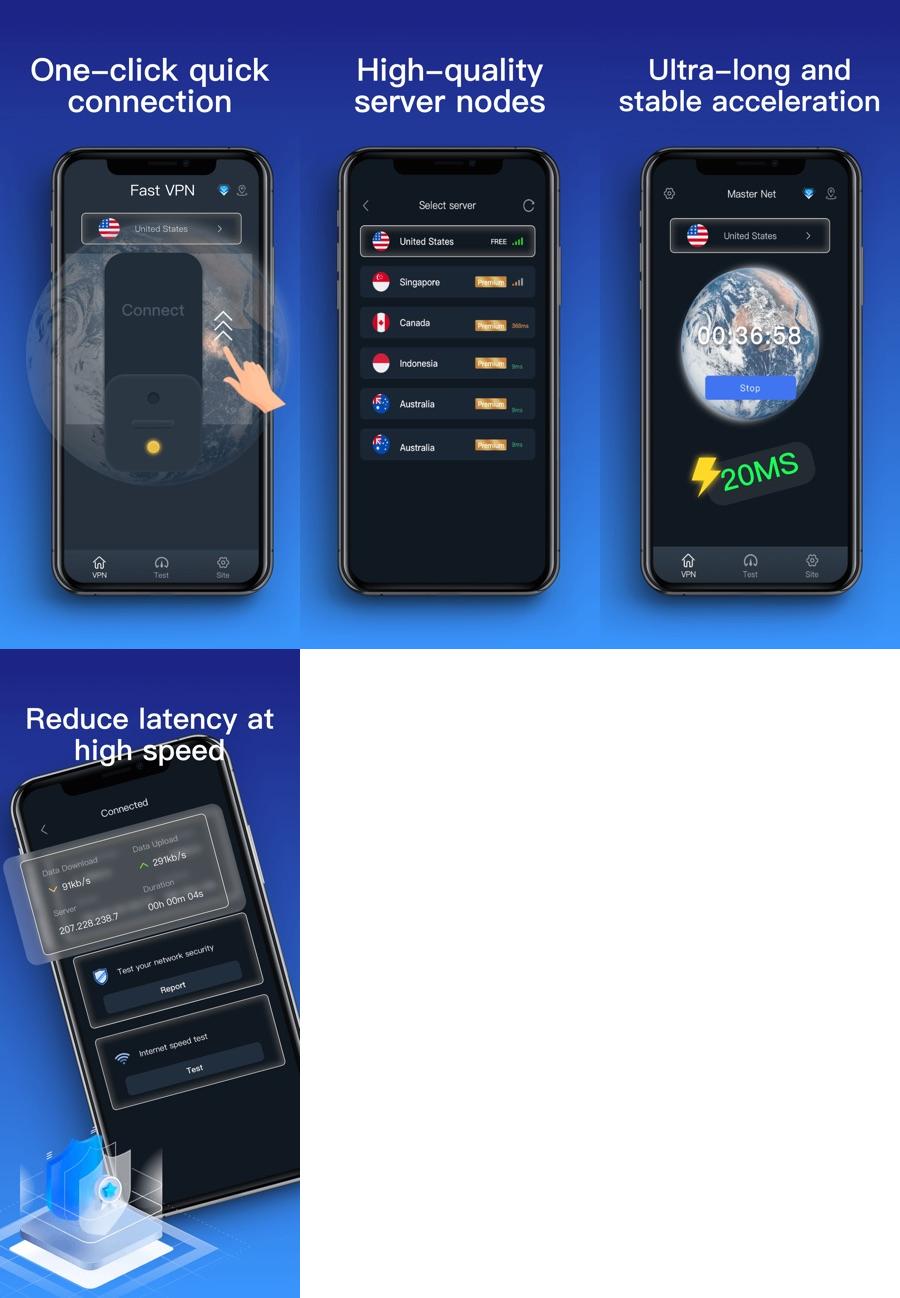 One-click quick
connection
Fast VPN
United States
Connect
VPN
Test
Site
High-quality
server nodes
Select server
United States FREE
Singapore Premium
Canada Premium 368ms
Indonesia Premium 9ms
Australia Premium 9ms
Australia Premium 9ms
Ultra-long and
stable acceleration
Master Net
United States
00:36:58
Stop
20MS
VPN
Test
Site
Reduce latency at
high speed
Connected
Data Download
91kb/s
Data Upload
291kb/s
Server
207.228.238.7
Duration
00h 00m 04s
Test your network security
Report
Internet speed test
Test